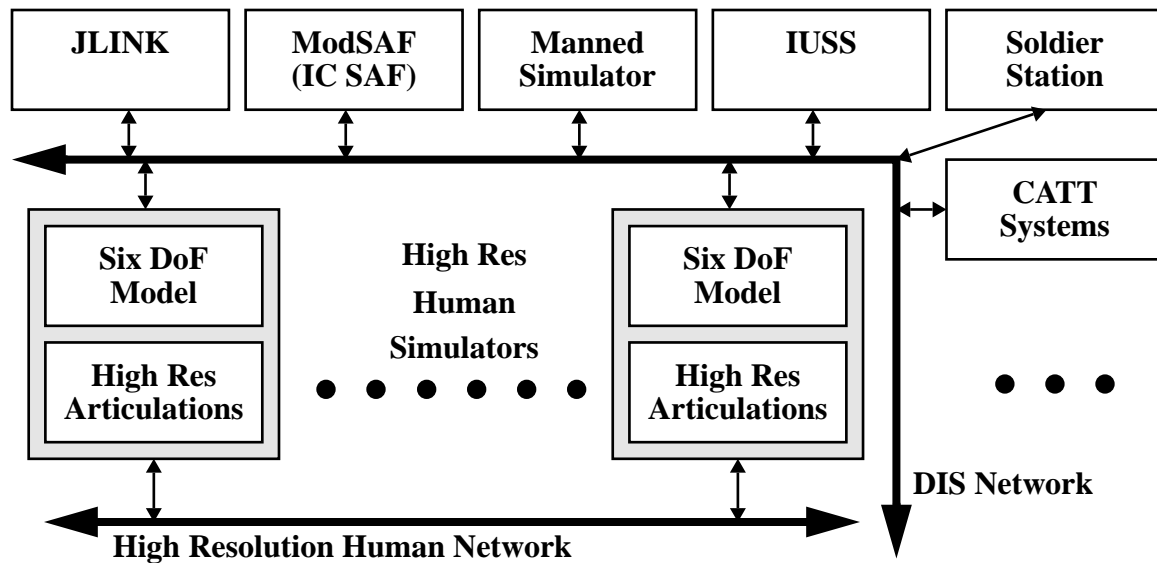 JLINK
ModSAF
(IC SAF)
Manned
Simulator
IUSS
Soldier
Station
CATT
Systems
Six DoF
Model
High Res
Articulations
High Res
Human
Simulators
Six DoF
Model
High Res
Articulations
DIS Network
High Resolution Human Network